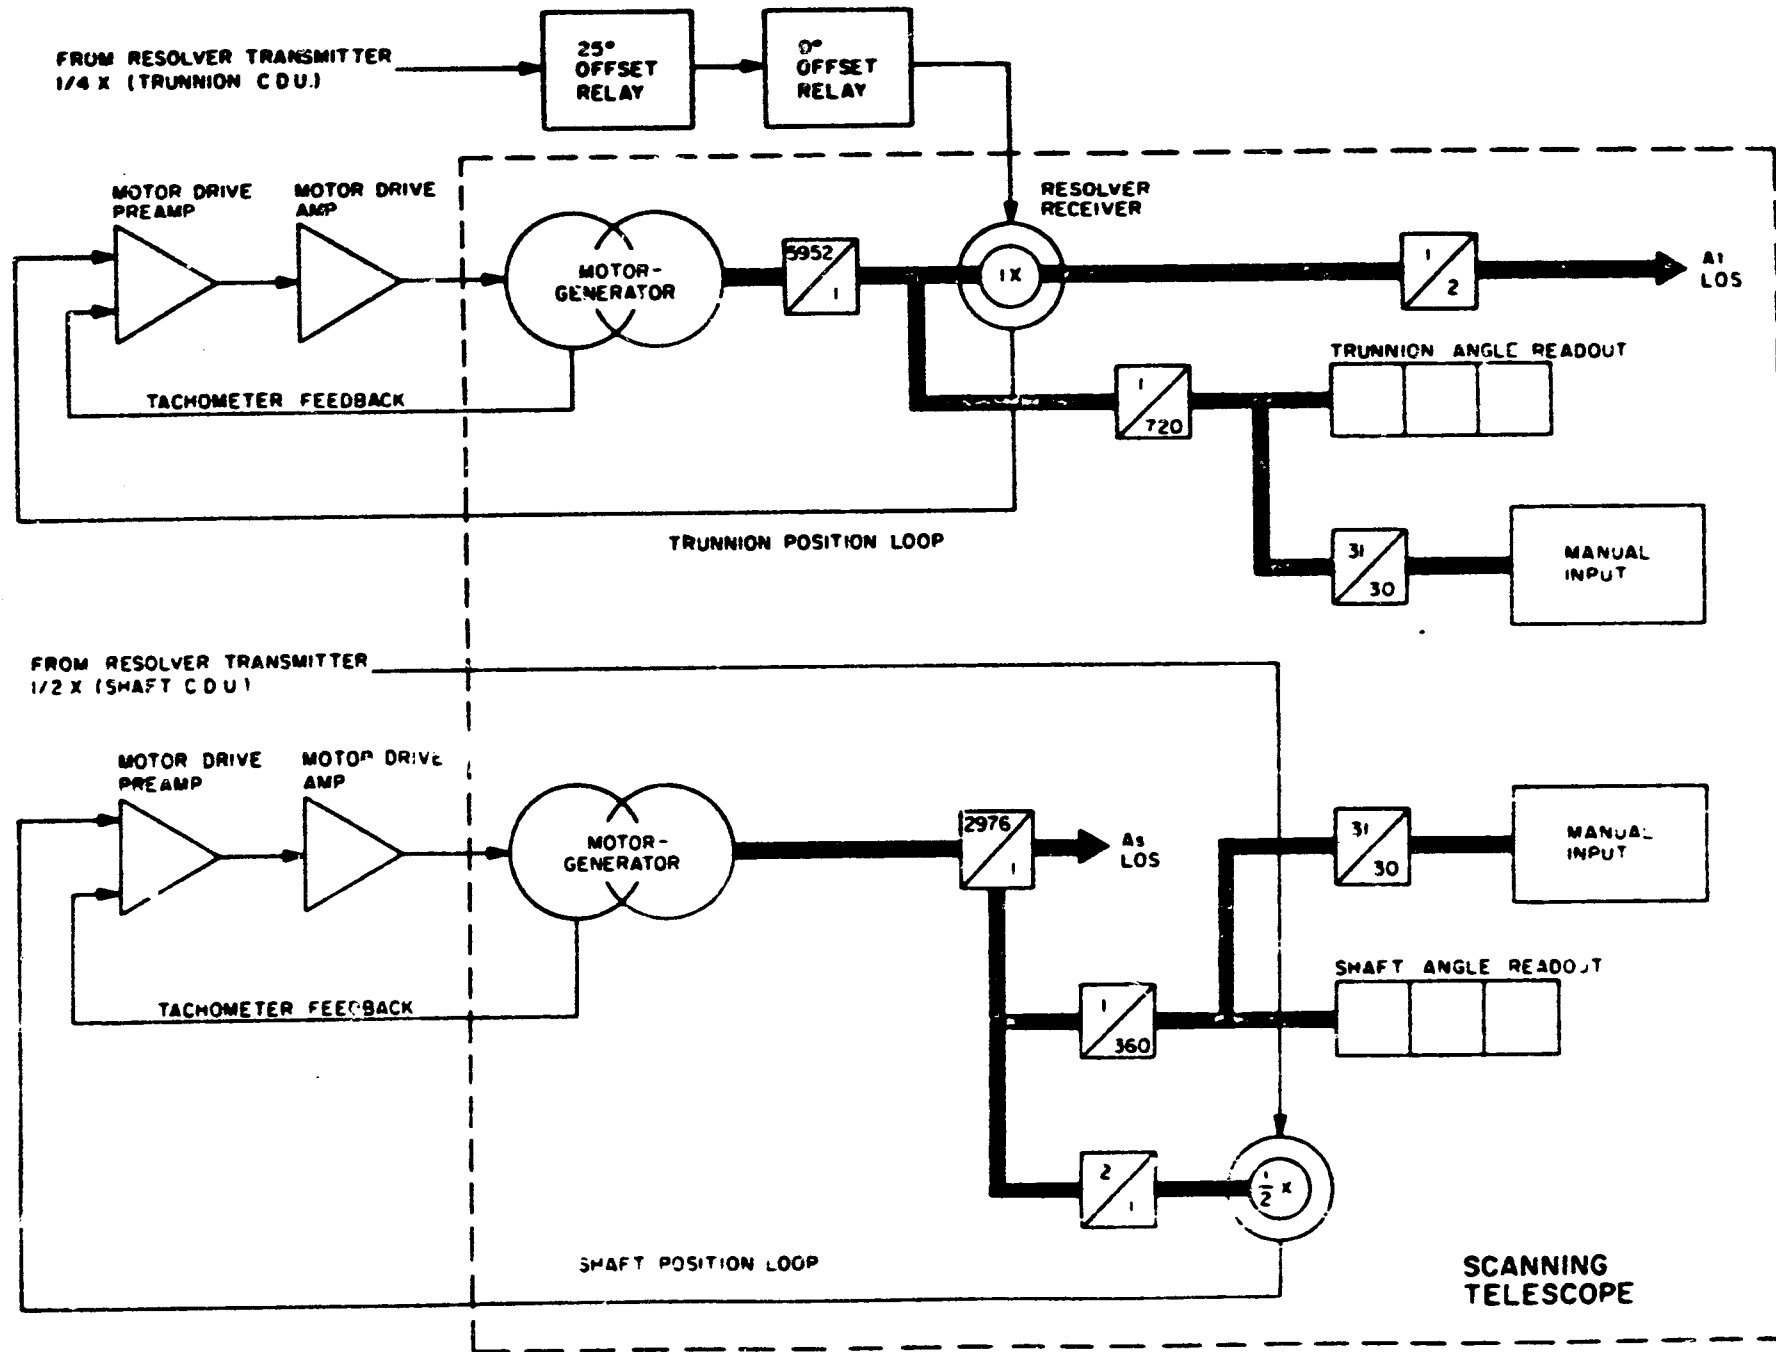 FROM RESOLVER TRANSMITTER
1/4 X (TRUNNION C D U.)
25°
OFFSET
RELAY
0°
OFFSET
RELAY
MOTOR DRIVE
PREAMP
MOTOR DRIVE
AMP
RESOLVER
RECEIVER
MOTOR-
GENERATOR
5952
1
1X
1
2
LOS
TACHOMETER FEEDBACK
1
720
TRUNNION ANGLE READOUT
TRUNNION POSITION LOOP
31
30
MANUAL
INPUT
FROM RESOLVER TRANSMITTER
1/2 X (SHAFT C D U)
MOTOR DRIVE
PREAMP
MOTOR DRIVE
AMP
MOTOR-
GENERATOR
2976
1
As
LOS
31
30
MANUAL
INPUT
TACHOMETER FEEDBACK
1
360
SHAFT ANGLE READOUT
2
1
1/2 X
SHAFT POSITION LOOP
SCANNING
TELESCOPE